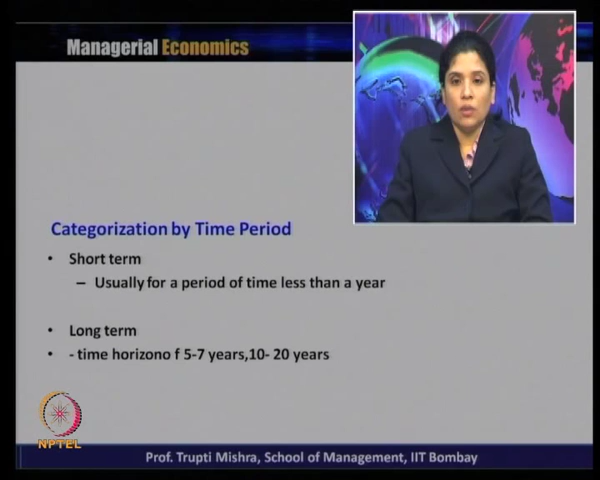 Managerial Economics
Categorization by Time Period
• Short term
– Usually for a period of time less than a year
• Long term
• - time horizono f 5-7 years,10- 20 years
NPTEL
Prof. Trupti Mishra, School of Management, IIT Bombay